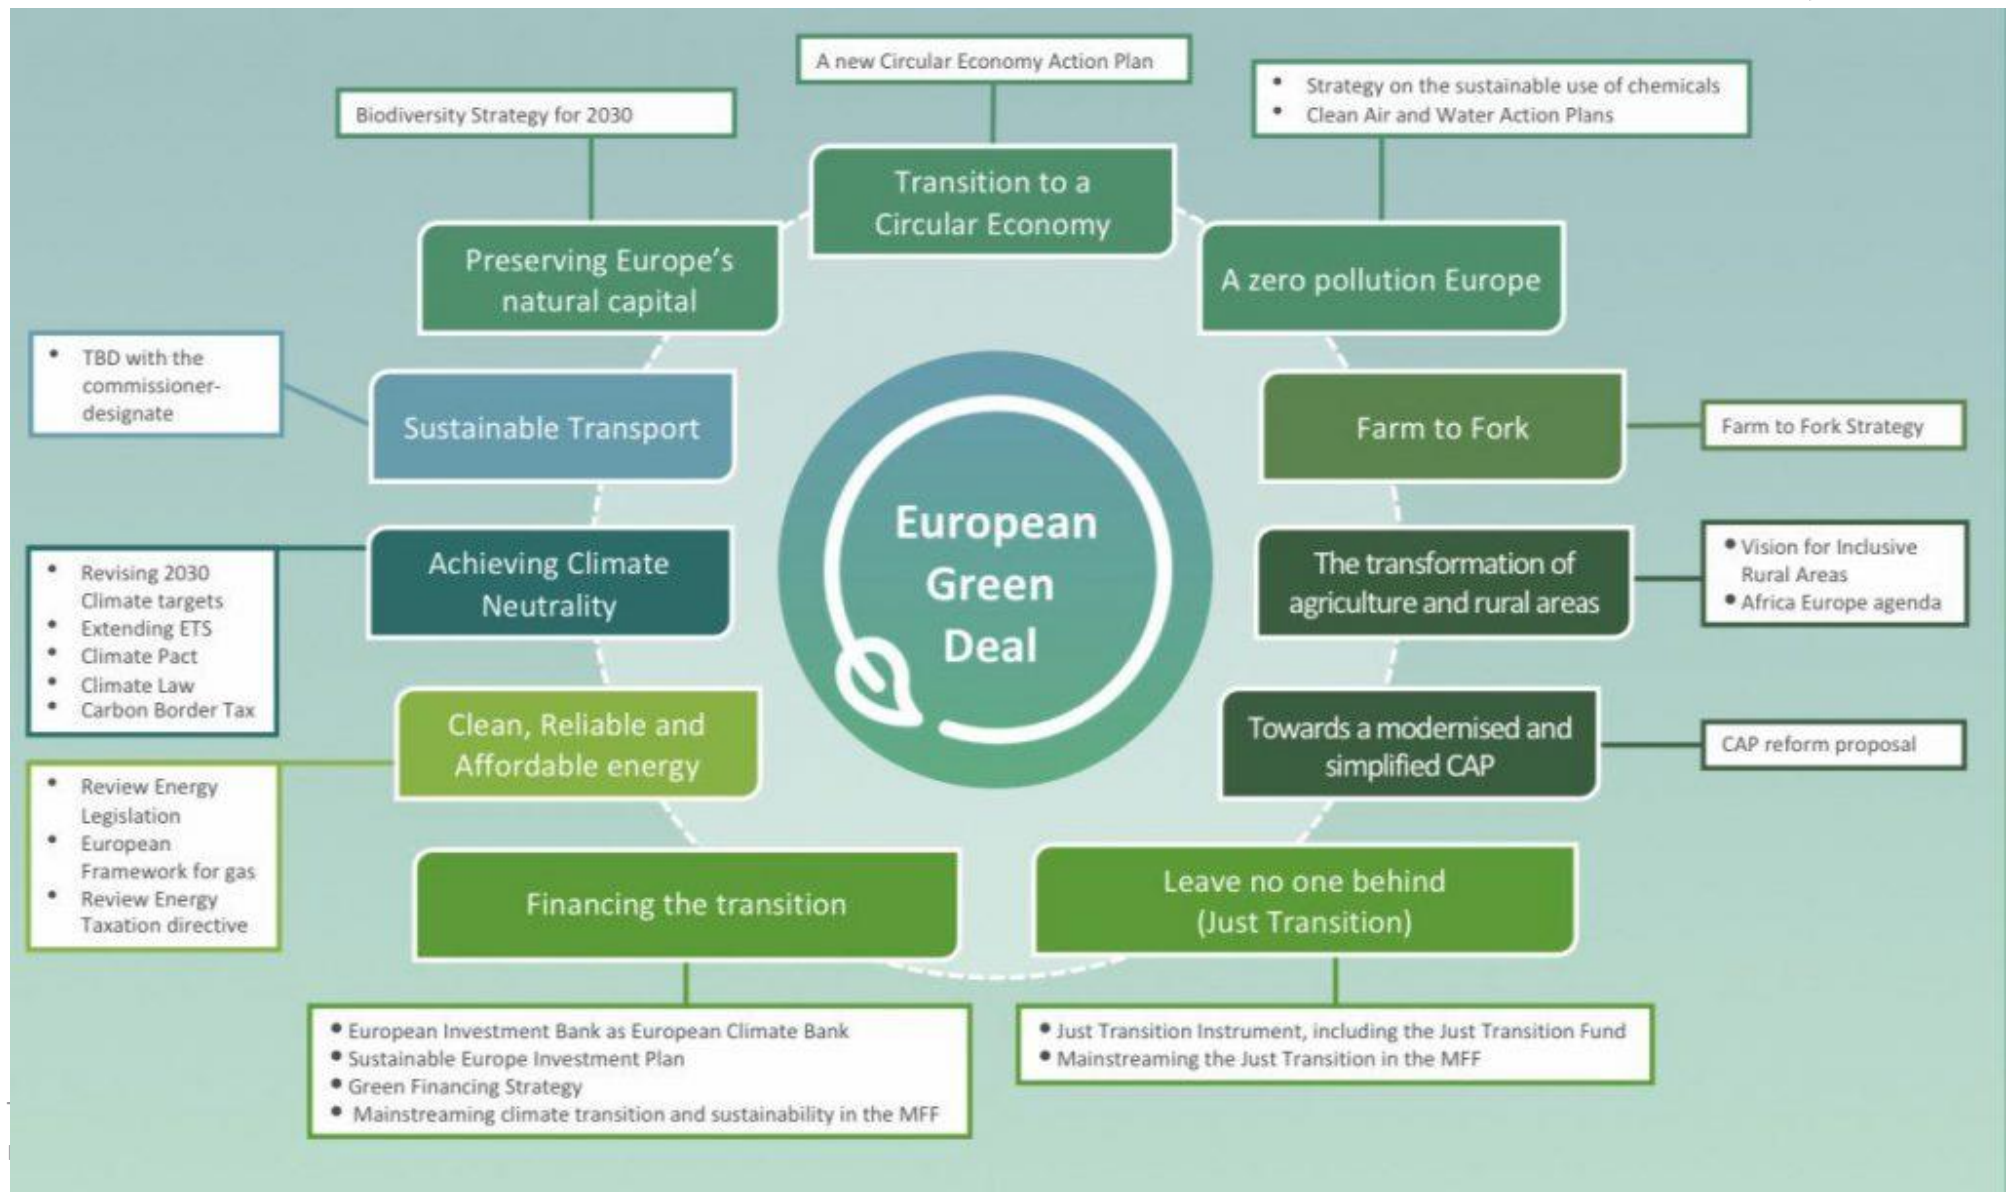 A new Circular Economy Action Plan
Biodiversity Strategy for 2030
• Strategy on the sustainable use of chemicals
• Clean Air and Water Action Plans
Transition to a
Circular Economy
Preserving Europe's
natural capital
A zero pollution Europe
• TBD with the
commissioner-
designate
Sustainable Transport
Farm to Fork
Farm to Fork Strategy
European
Green
Deal
Achieving Climate
Neutrality
• Revising 2030
Climate targets
• Extending ETS
• Climate Pact
• Climate Law
• Carbon Border Tax
The transformation of
agriculture and rural areas
• Vision for Inclusive
Rural Areas
• Africa Europe agenda
Clean, Reliable and
Affordable energy
• Review Energy
Legislation
• European
Framework for gas
• Review Energy
Taxation directive
Towards a modernised and
simplified CAP
CAP reform proposal
Financing the transition
• European Investment Bank as European Climate Bank
• Sustainable Europe Investment Plan
• Green Financing Strategy
• Mainstreaming climate transition and sustainability in the MFF
Leave no one behind
(Just Transition)
• Just Transition Instrument, including the Just Transition Fund
• Mainstreaming the Just Transition in the MFF